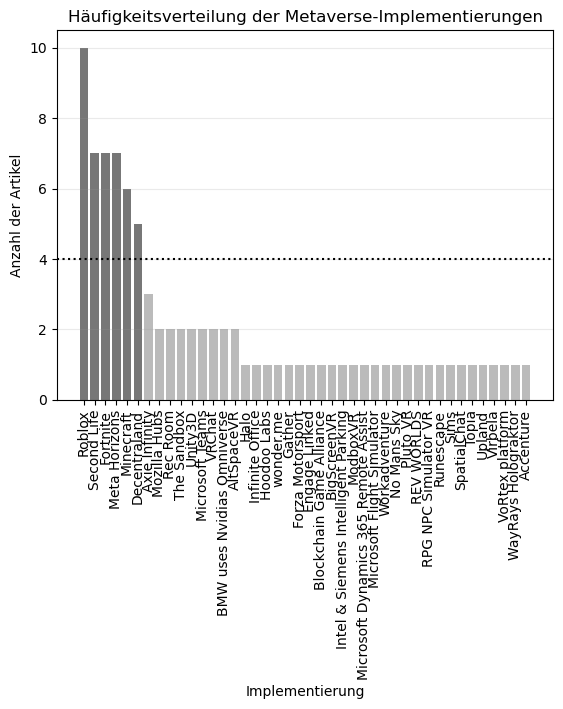 Häufigkeitsverteilung der Metaverse-Implementierungen
Anzahl der Artikel
10
8
6
4
2
0
Roblox
Second Life
Fortnite
Meta Horizons
Minecraft
Decentraland
Axie Infinity
Mozilla Hubs
Rec Room
The Sandbox
Unity3D
Microsoft Teams
VRChat
BMW uses Nvidias Omniverse
AltSpaceVR
Halo
Infinite Office
Hoodoo Labs
wonder.me
Gather
Forza Motorsport
Engage Linked
Blockchain Game Alliance
BigScreenVR
Intel & Siemens Intelligent Parking
ModboxVR
Microsoft Dynamics 365 Remote Assist
Microsoft Flight Simulator
Workadventure
No Mans Sky
Pluto VR
REV WORLDS
RPG NPC Simulator VR
Runescape
Sims
SpatialChat
Topia
Upland
Virbela
VoRtex platform
WayRays Holograktor
Accenture
Implementierung